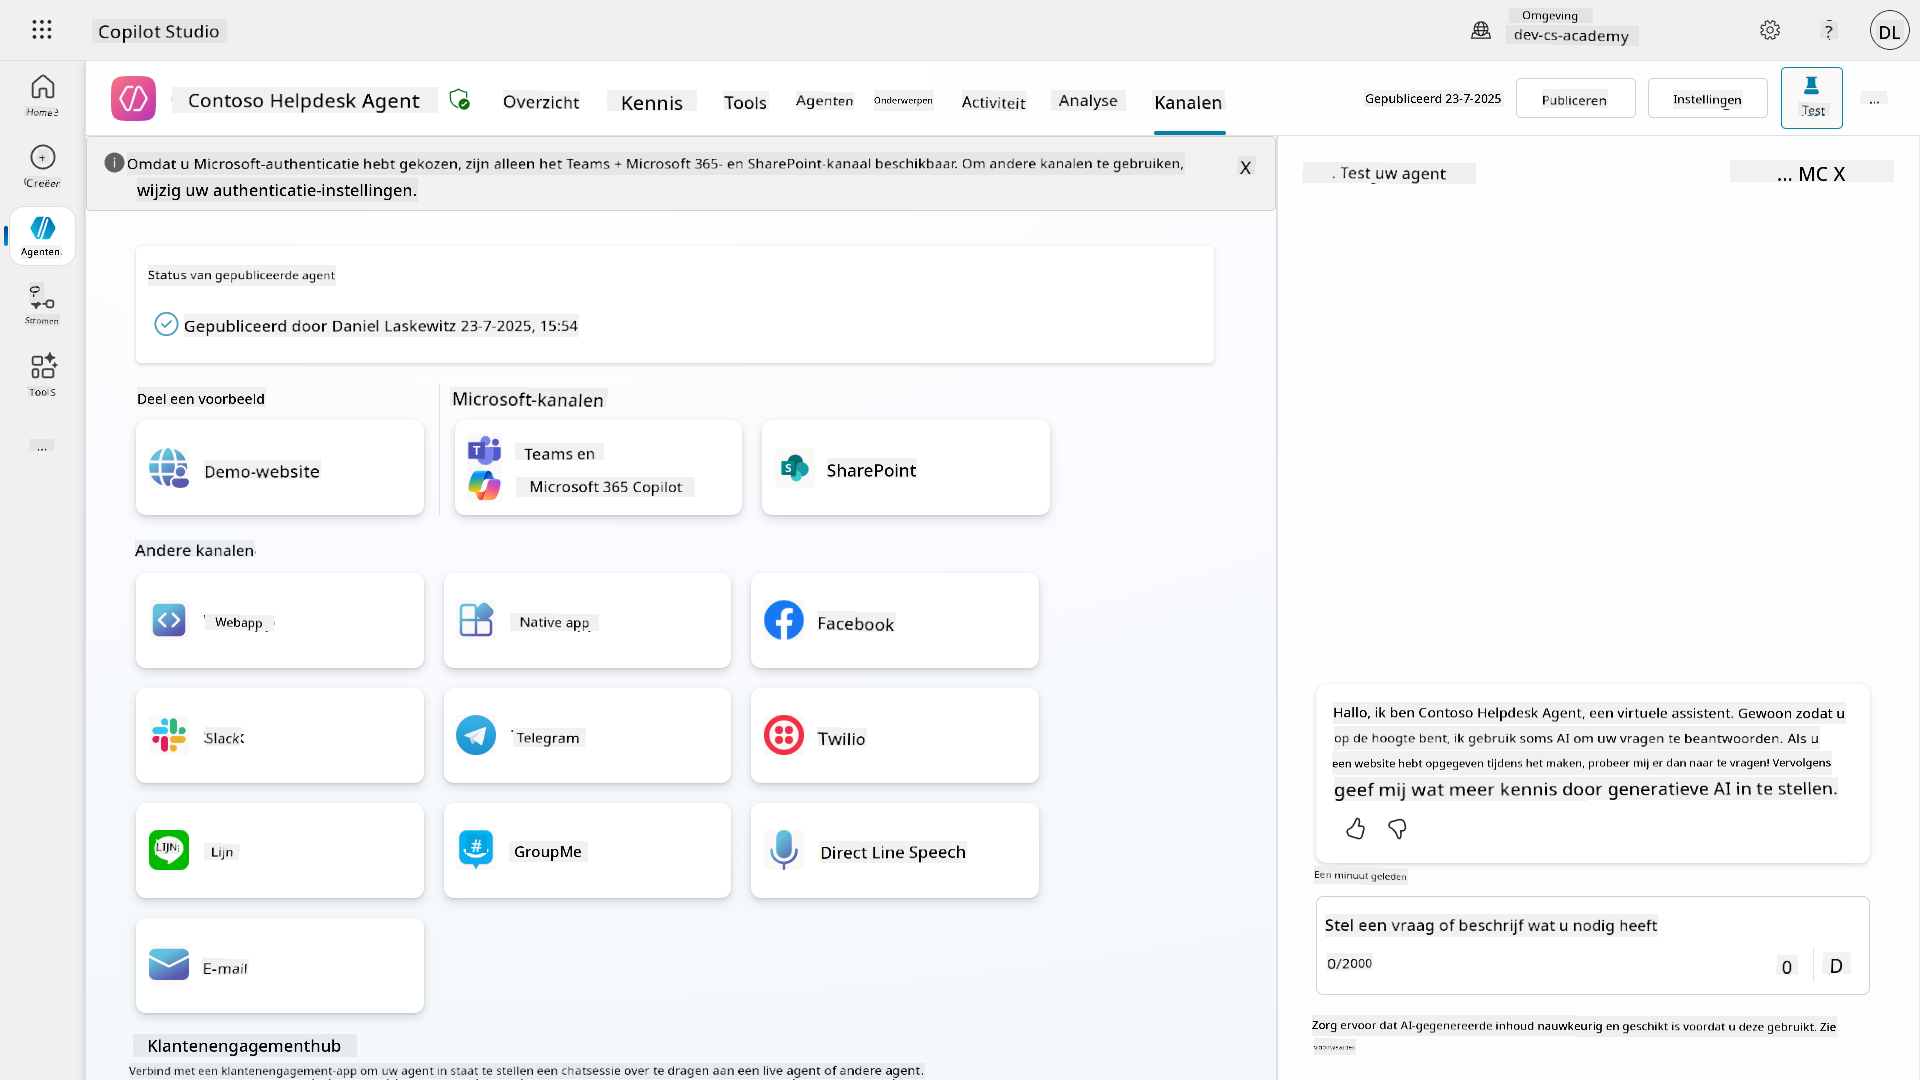 Copilot Studio
Omgeving
dev-cs-academy
?
DL
Home
Creëer
Agenten
Stromen
Tools
...
Contoso Helpdesk Agent
Overzicht
Kennis
Tools
Agenten
Onderwerpen
Activiteit
Analyse
Kanalen
Gepubliceerd 23-7-2025
Publiceren
Instellingen
Test
...
Omdat u Microsoft-authenticatie hebt gekozen, zijn alleen het Teams + Microsoft 365- en SharePoint-kanaal beschikbaar. Om andere kanalen te gebruiken,
wijzig uw authenticatie-instellingen.
X
Status van gepubliceerde agent
Gepubliceerd door Daniel Laskewitz 23-7-2025, 15:54
Deel een voorbeeld
Microsoft-kanalen
Demo-website
Teams en
Microsoft 365 Copilot
SharePoint
Andere kanalen
Webapp
Native app
Facebook
Slack
Telegram
Twilio
LIJN
Lijn
GroupMe
Direct Line Speech
E-mail
Klantenengagementhub
Verbind met een klantenengagement-app om uw agent in staat te stellen een chatsessie over te dragen aan een live agent of andere agent.
. Test uw agent
... MC X
Hallo, ik ben Contoso Helpdesk Agent, een virtuele assistent. Gewoon zodat u
op de hoogte bent, ik gebruik soms AI om uw vragen te beantwoorden. Als u
een website hebt opgegeven tijdens het maken, probeer mij er dan naar te vragen! Vervolgens
geef mij wat meer kennis door generatieve AI in te stellen.
Een minuut geleden
Stel een vraag of beschrijf wat u nodig heeft
0/2000
0
D
Zorg ervoor dat AI-gegenereerde inhoud nauwkeurig en geschikt is voordat u deze gebruikt. Zie
voorwaarden